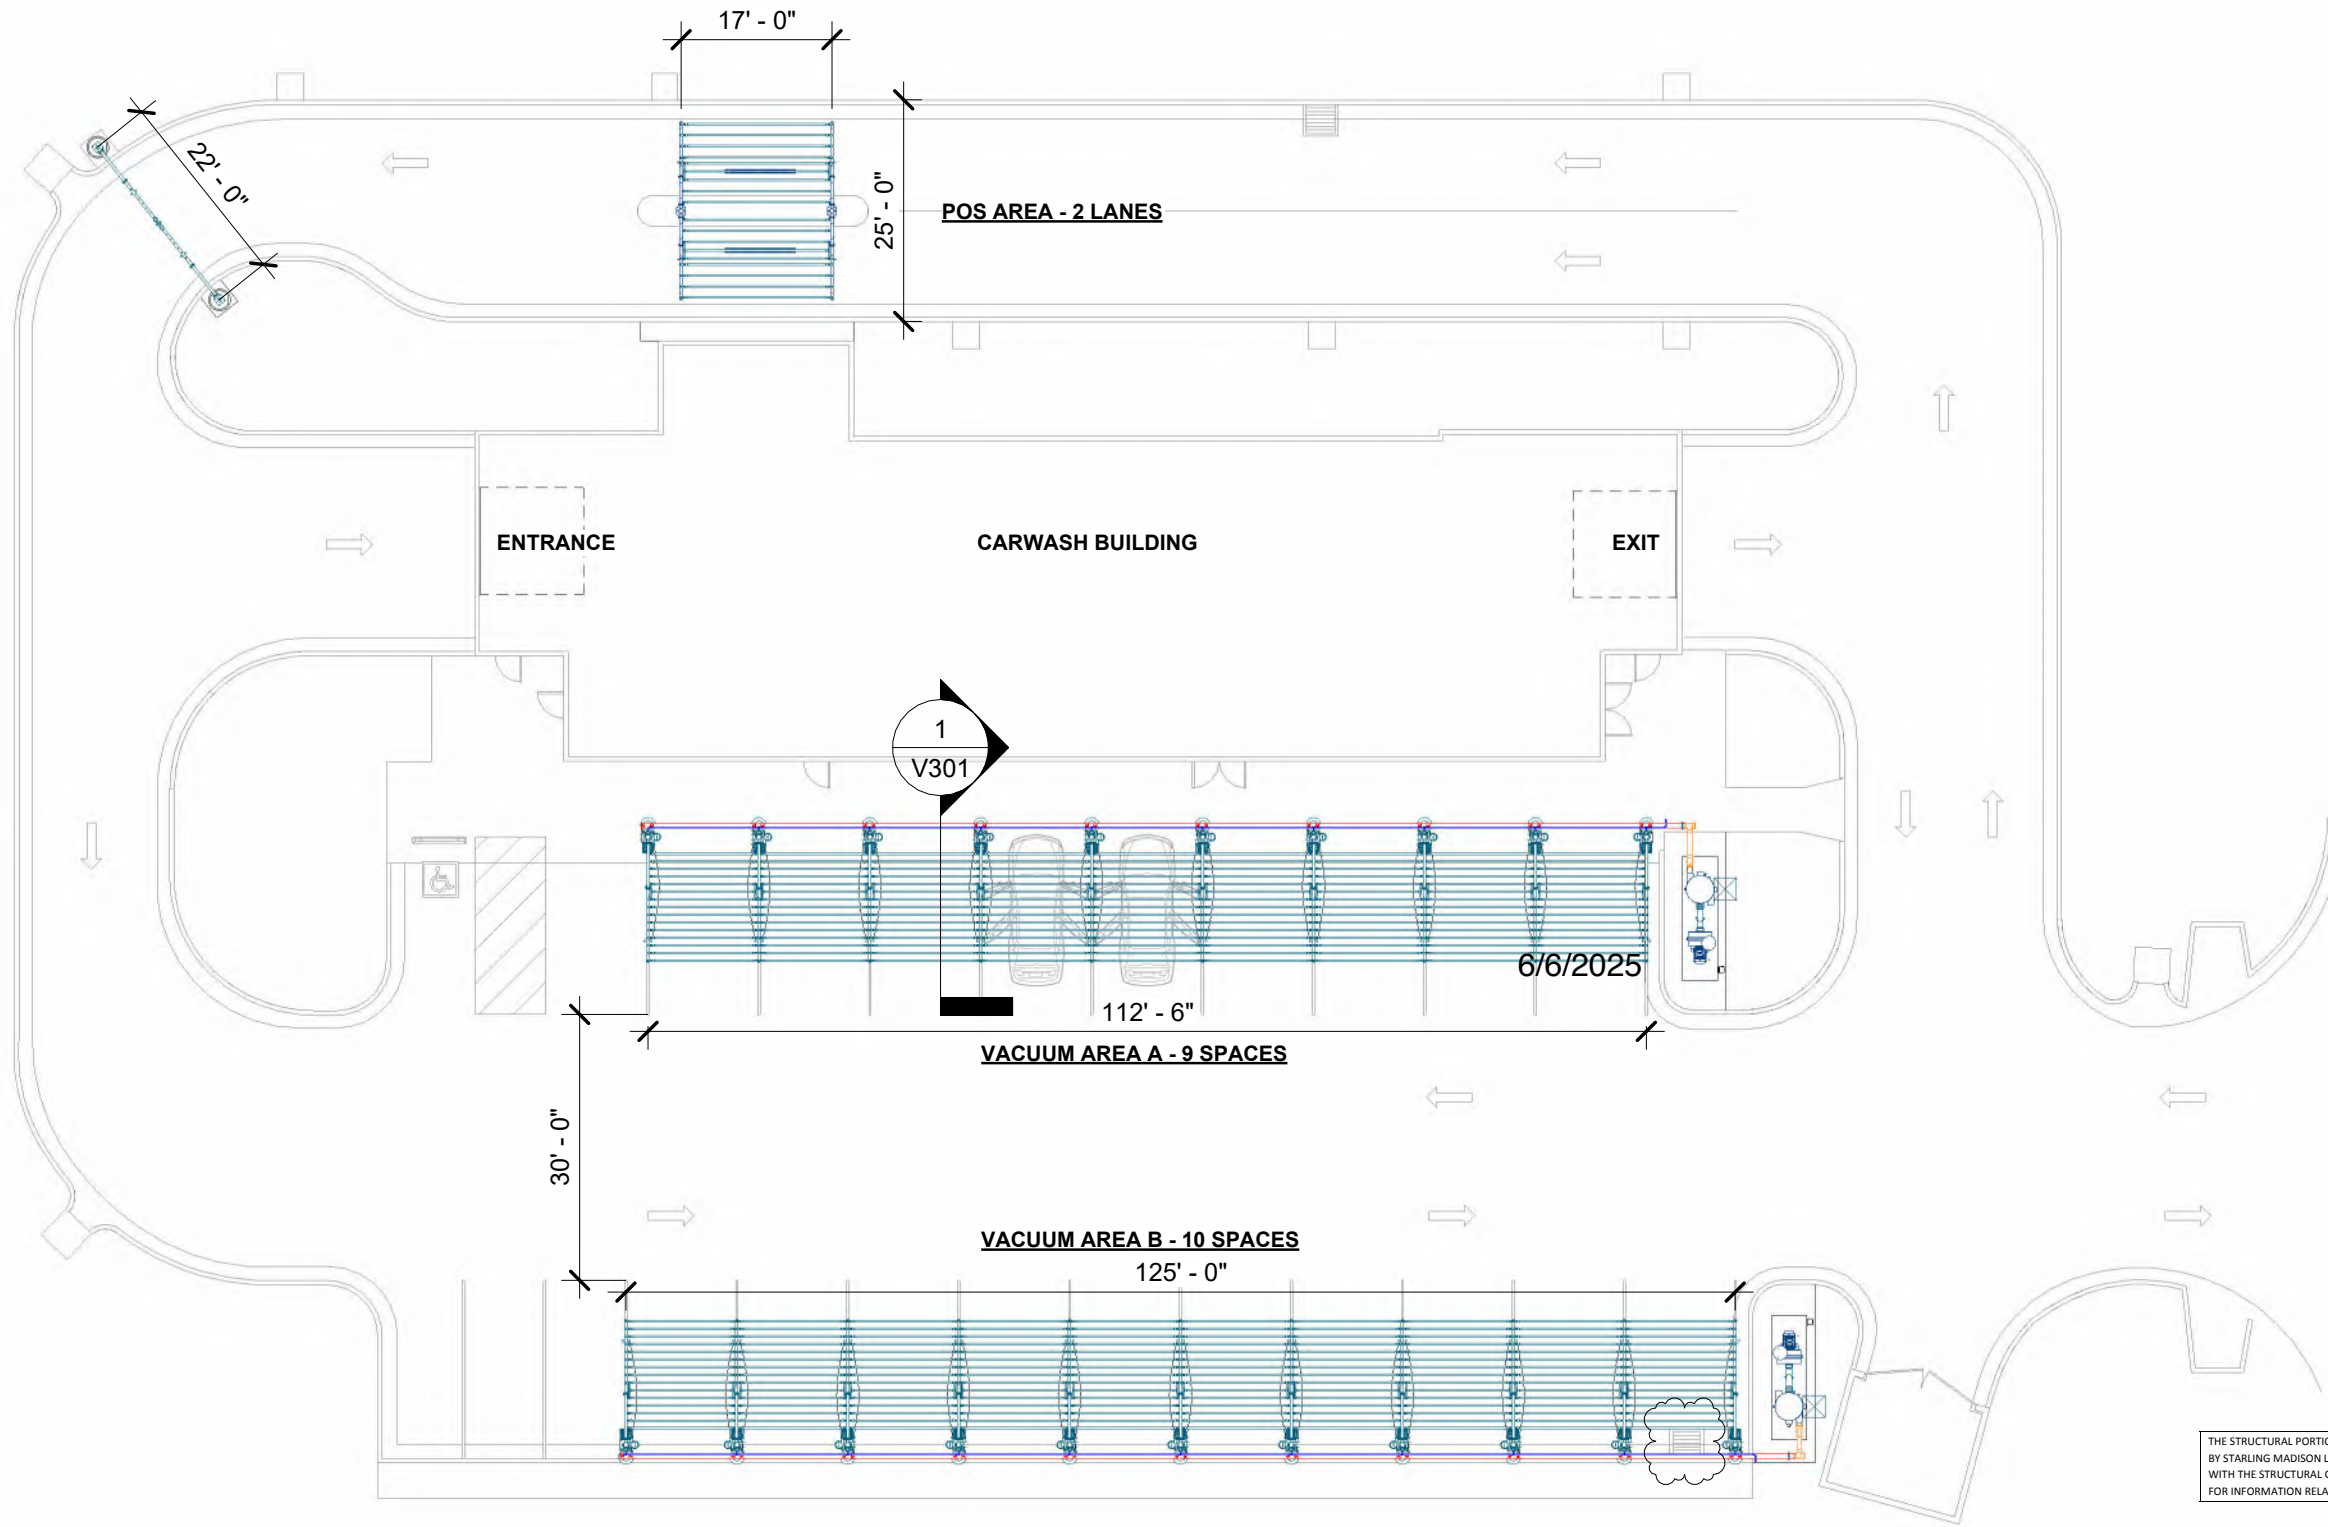 17' - 0"
22' - 0"
25' - 0"
POS AREA - 2 LANES
ENTRANCE
CARWASH BUILDING
EXIT
1
V301
6/6/2025
112' - 6"
VACUUM AREA A - 9 SPACES
30' - 0"
VACUUM AREA B - 10 SPACES
125' - 0"
THE STRUCTURAL
BY STARLING MADISON
WITH THE STRUCTURAL
FOR INFORMATION